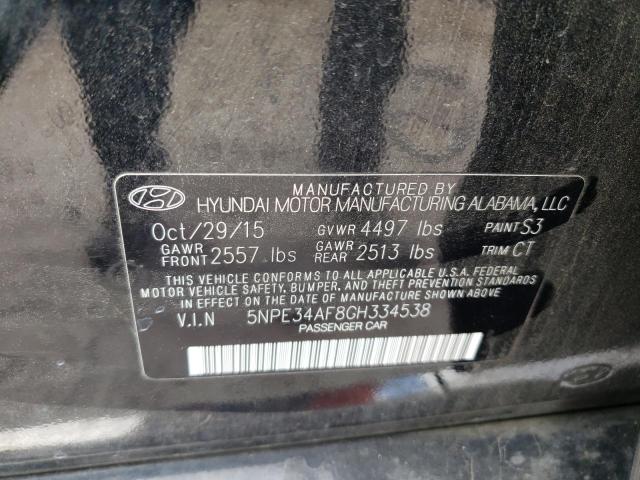 MANUFACTURED BY
HYUNDAI MOTOR MANUFACTURING ALABAMA, LLC
Oct/29/15 GVWR 4497 lbs PAINT S3
GAWR FRONT 2557 lbs GAWR REAR 2513 lbs TRIM CT
THIS VEHICLE CONFORMS TO ALL APPLICABLE U.S.A. FEDERAL
MOTOR VEHICLE SAFETY, BUMPER, AND THEFT PREVENTION STANDARDS
IN EFFECT ON THE DATE OF MANUFACTURE SHOWN ABOVE
V.I.N 5NPE34AF8GH334538
PASSENGER CAR